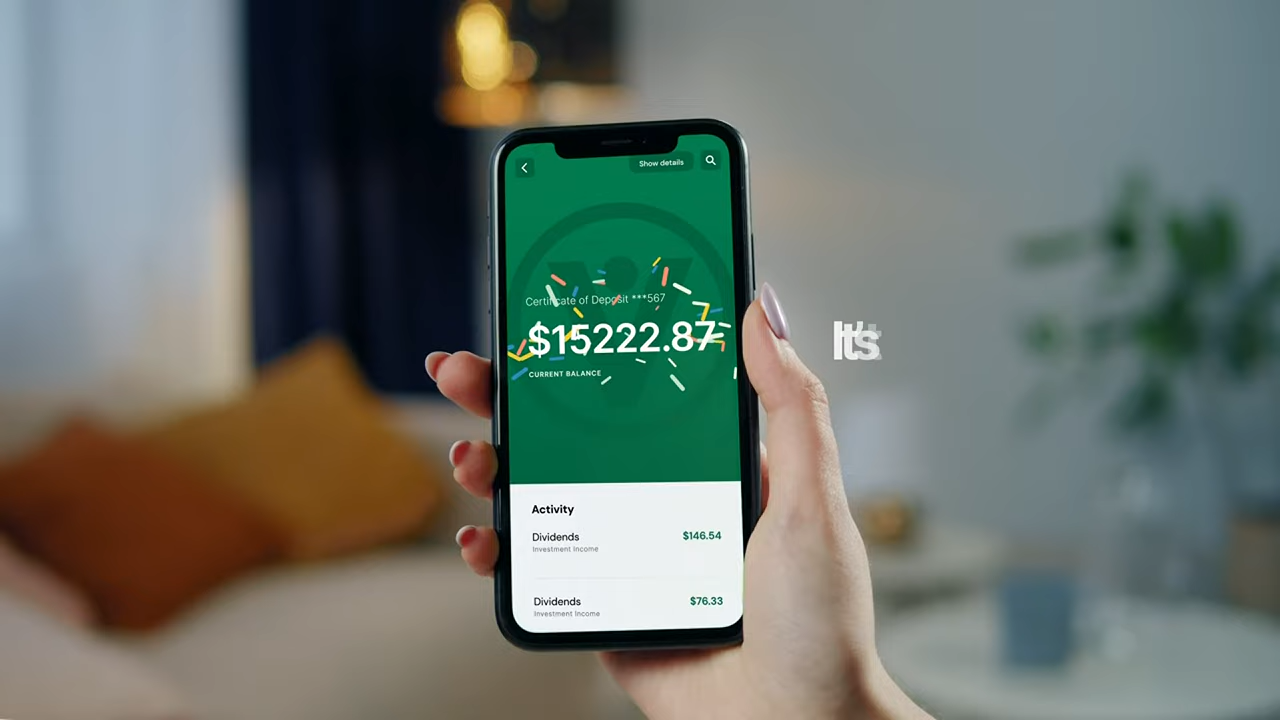 Show details
Certificate of Deposit ***567
$15222.87
CURRENT BALANCE
It's
Activity
Dividends
$146.54
Investment Income
Dividends
$76.33
Investment Income